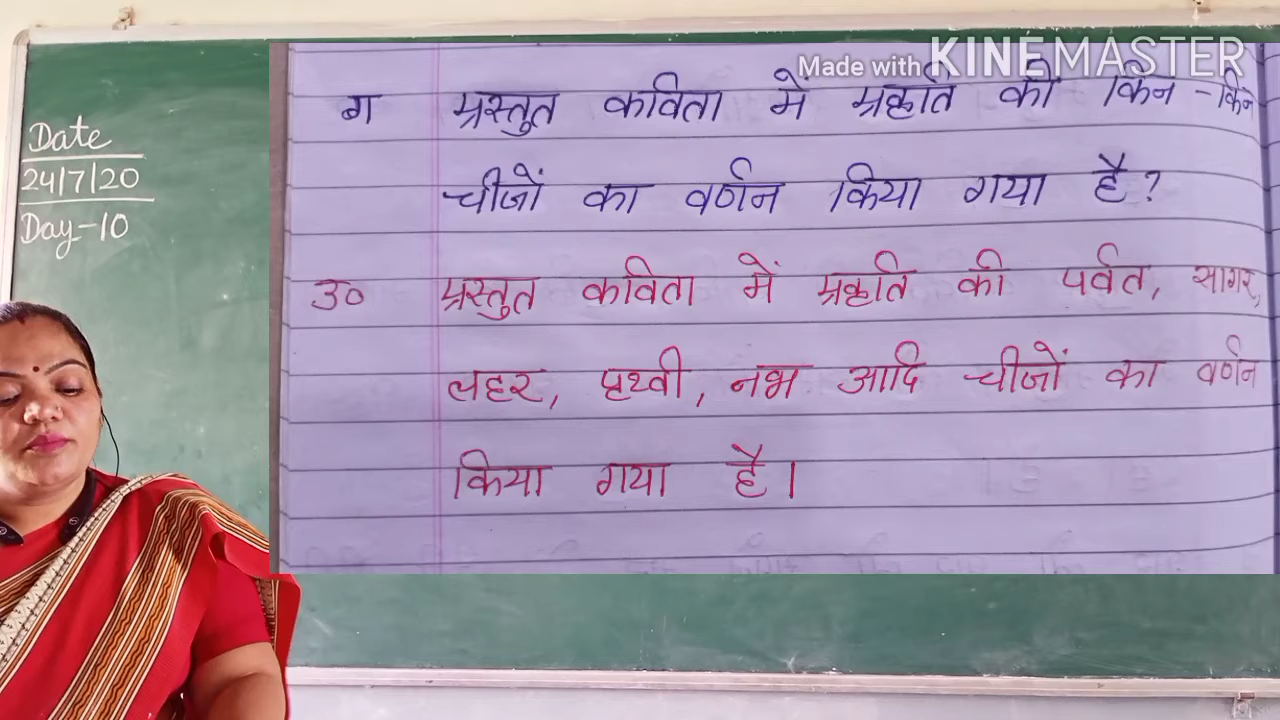 Made with KINEMASTER
Date
24/7/20
Day-10
ग प्रस्तुत कविता में प्रकृति की किन - किन
चीजों का वर्णन किया गया है?
उ० प्रस्तुत कविता में प्रकृति की पर्वत, सागर,
लहर, पृथ्वी, नभ आदि चीजों का वर्णन
किया गया है।